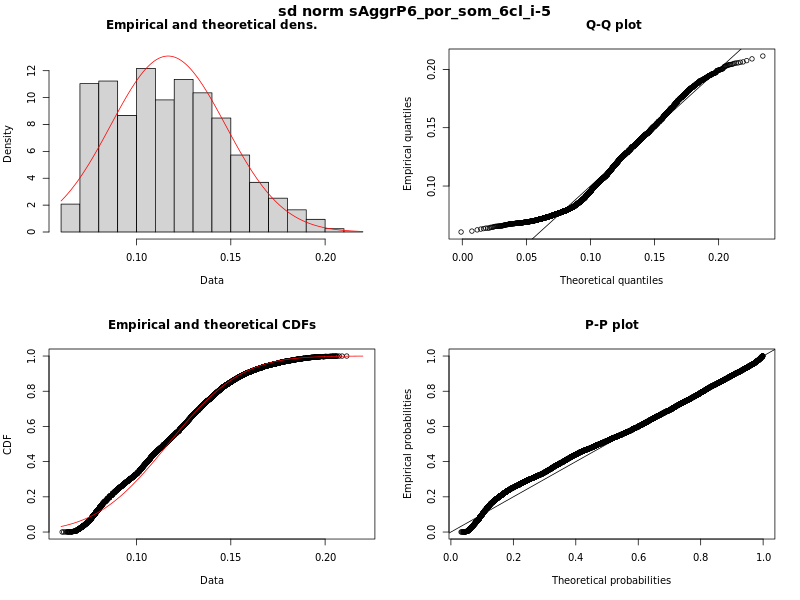 sd norm sAggrP6_por_som_6cl_i-5
Empirical and theoretical dens.
Density
0 2 4 6 8 10 12
0.10 0.15 0.20
Data
Q-Q plot
Empirical quantiles
0.10 0.15 0.20
0.00 0.05 0.10 0.15 0.20
Theoretical quantiles
Empirical and theoretical CDFs
CDF
0.0 0.2 0.4 0.6 0.8 1.0
0.10 0.15 0.20
Data
P-P plot
Empirical probabilities
0.0 0.2 0.4 0.6 0.8 1.0
0.0 0.2 0.4 0.6 0.8 1.0
Theoretical probabilities